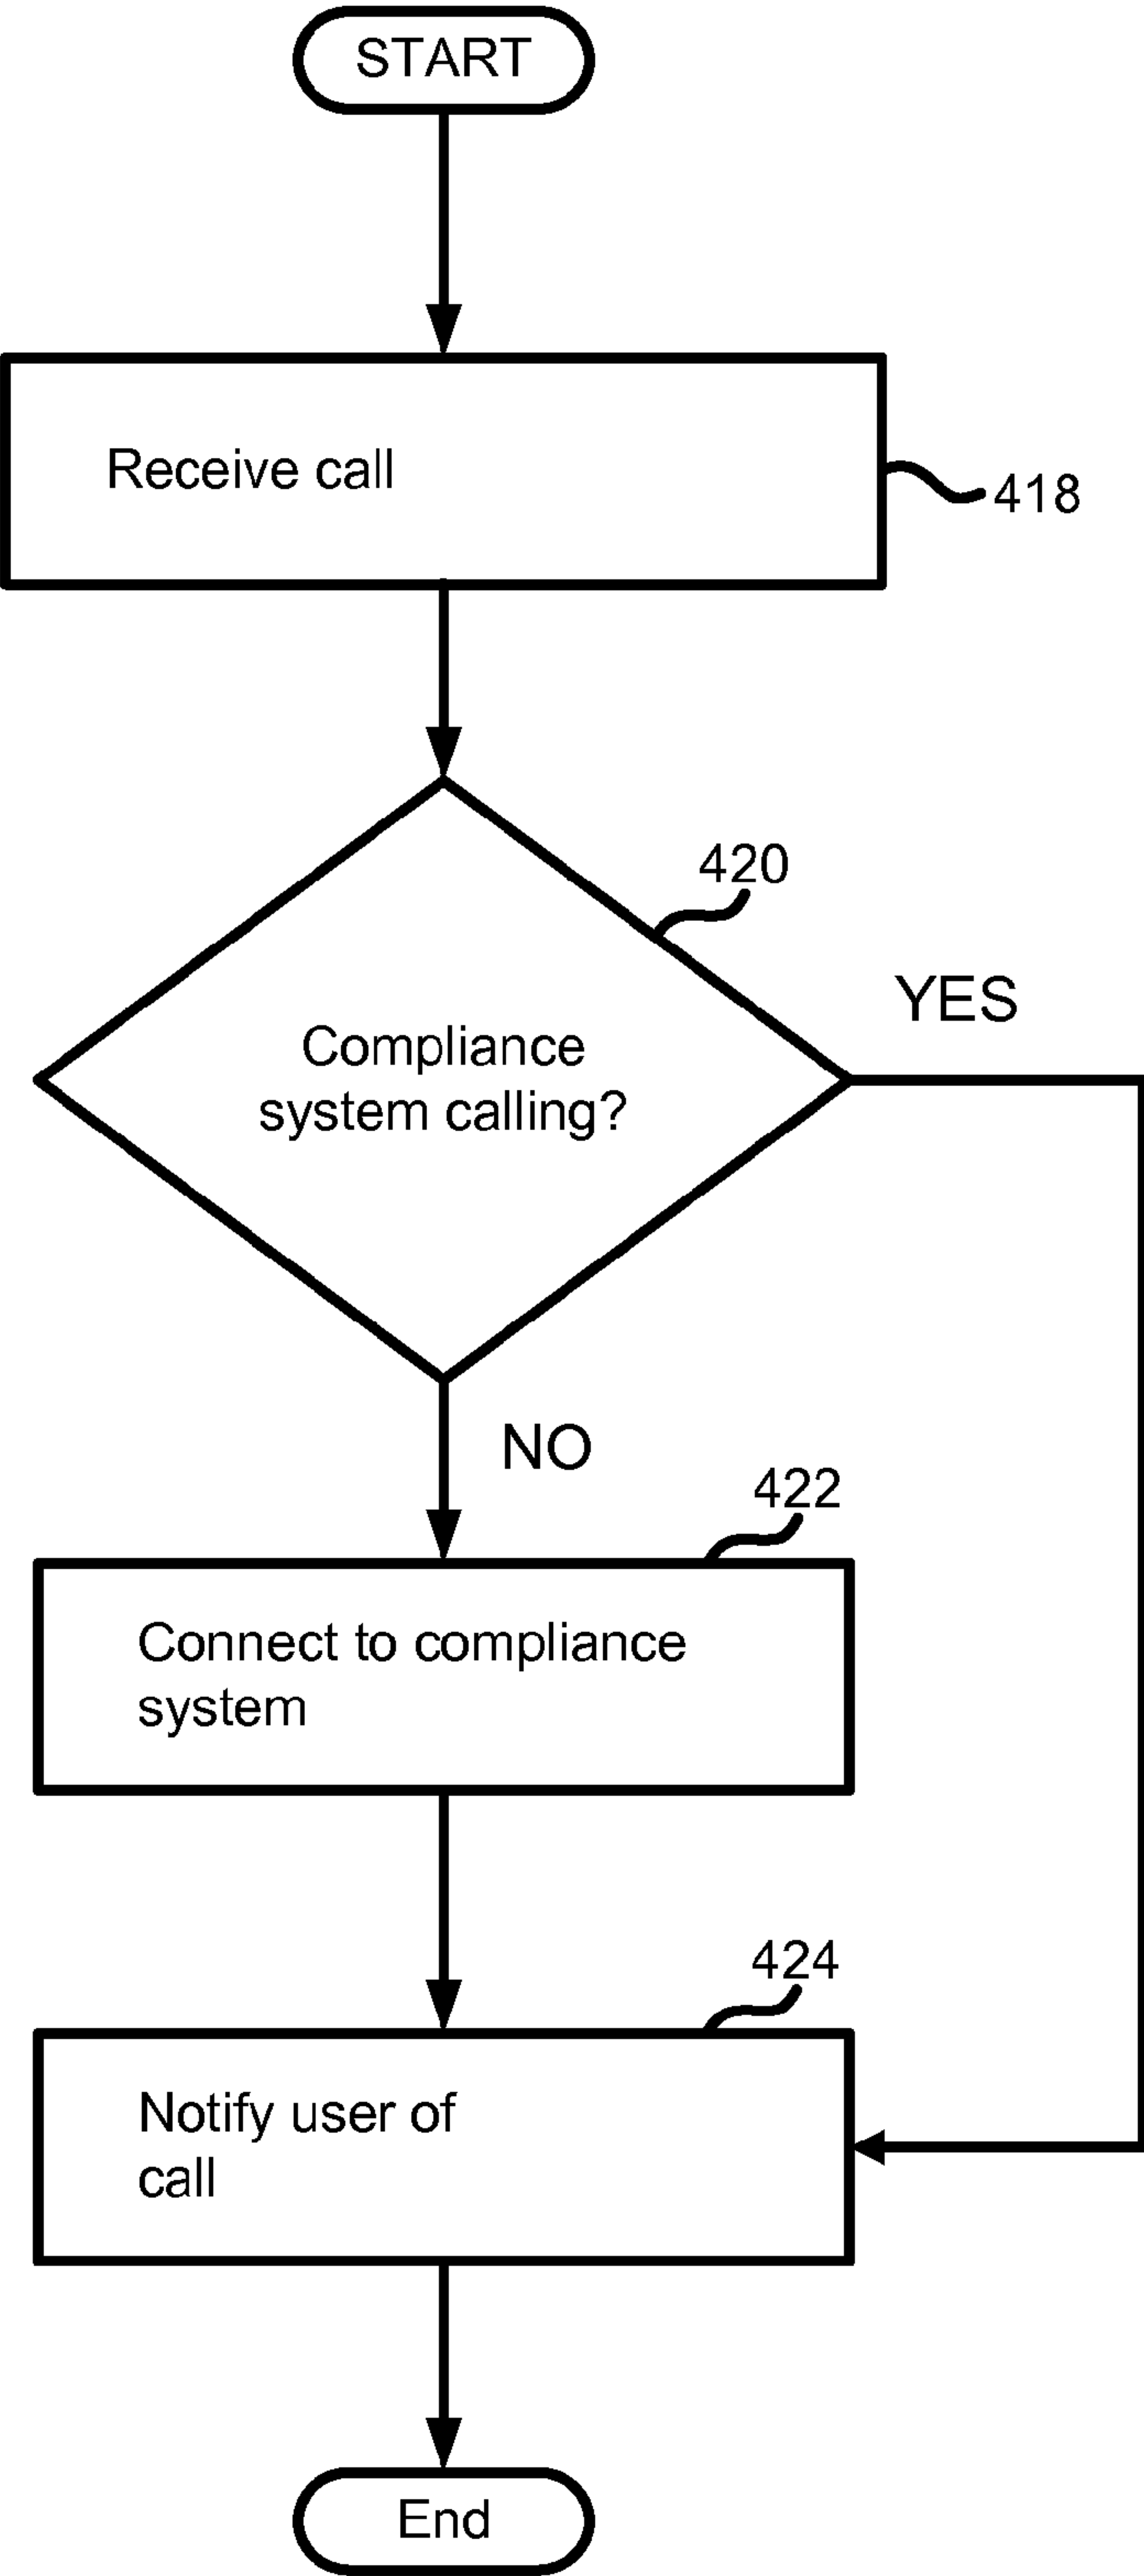 START
Receive call
418
420
YES
Compliance
system calling?
NO
422
Connect to compliance
system
424
Notify user of
call
End